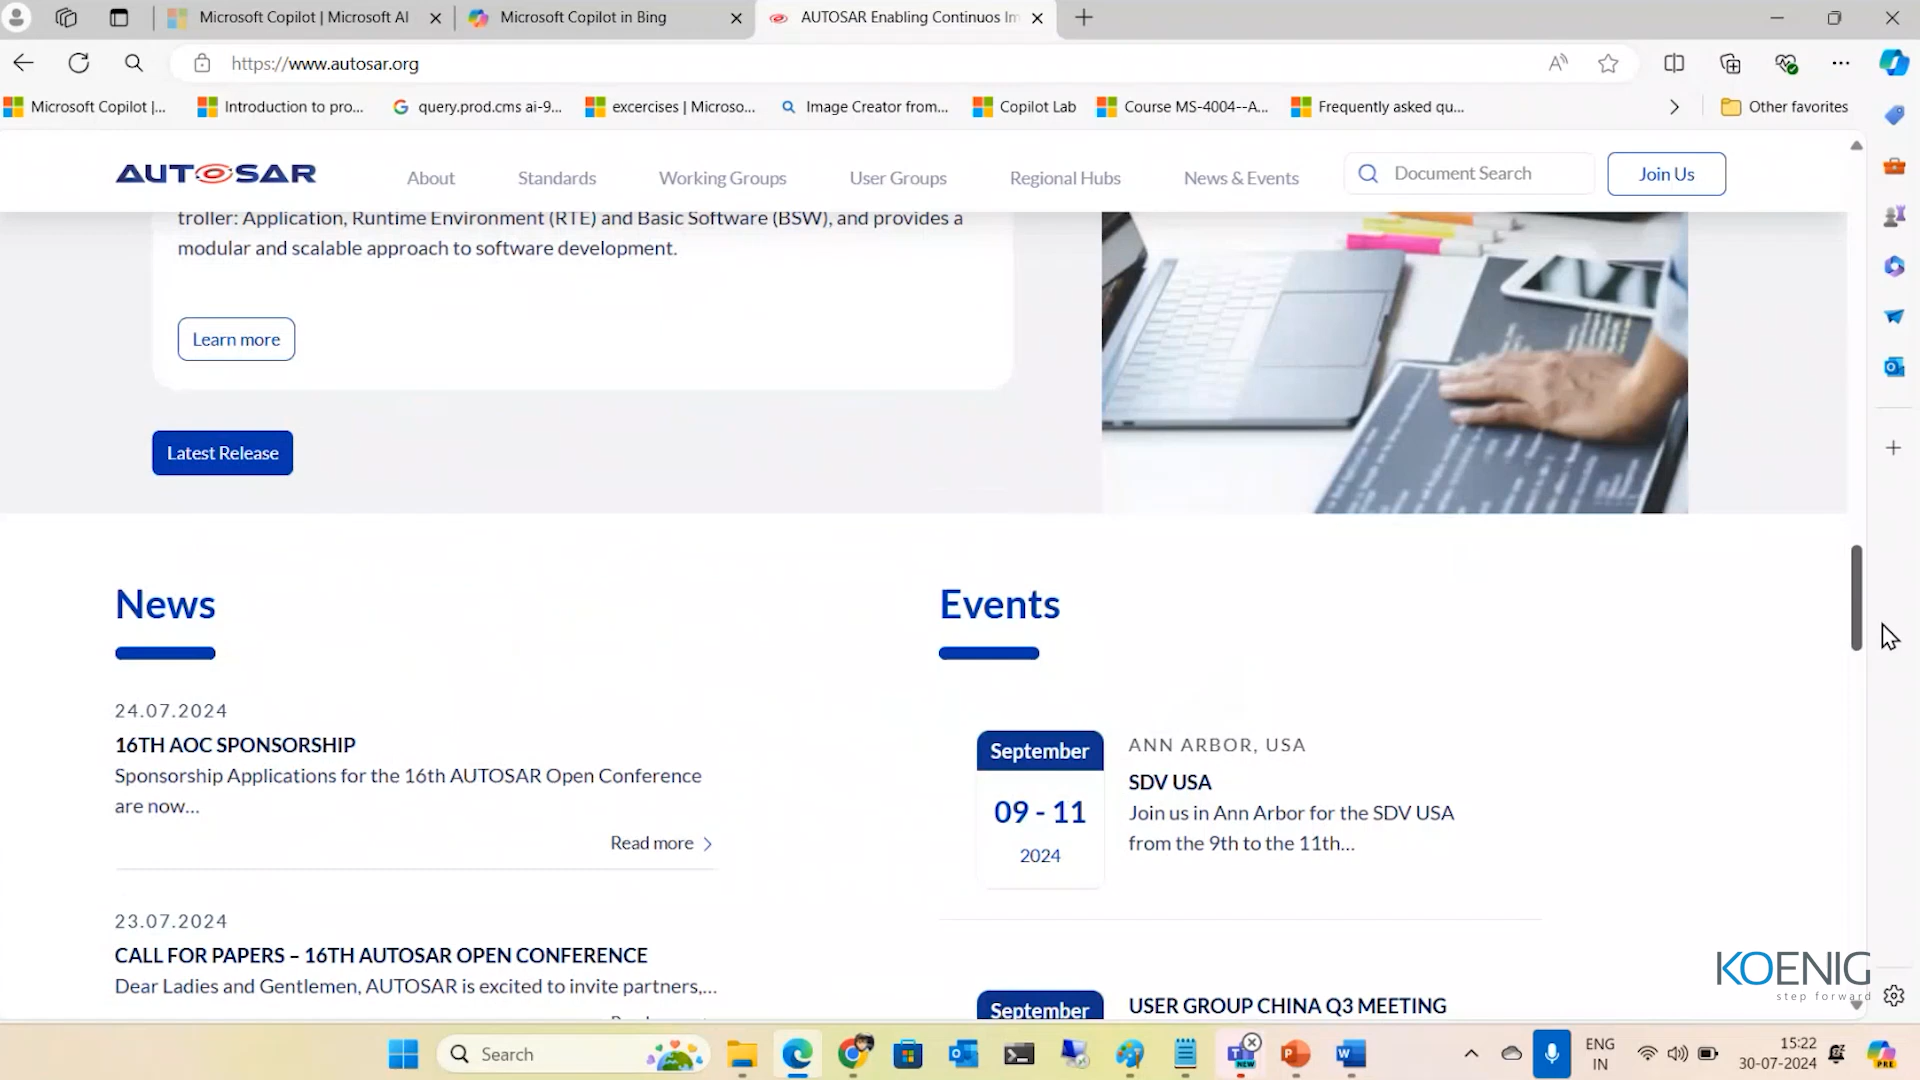 Microsoft Copilot | Microsoft AI
Microsoft Copilot in Bing
AUTOSAR Enabling Continuos Im
https://www.autosar.org
Microsoft Copilot |...
Introduction to pro...
query.prod.cms ai-9...
excercises | Microso...
Image Creator from...
Copilot Lab
Course MS-4004--A...
Frequently asked qu...
Other favorites
AUTOSAR
About
Standards
Working Groups
User Groups
Regional Hubs
News & Events
Document Search
Join Us
troller: Application, Runtime Environment (RTE) and Basic Software (BSW), and provides a
modular and scalable approach to software development.
Learn more
Latest Release
News
24.07.2024
16TH AOC SPONSORSHIP
Sponsorship Applications for the 16th AUTOSAR Open Conference
are now...
Read more
23.07.2024
CALL FOR PAPERS – 16TH AUTOSAR OPEN CONFERENCE
Dear Ladies and Gentlemen, AUTOSAR is excited to invite partners,...
Events
September
09 - 11
2024
ANN ARBOR, USA
SDV USA
Join us in Ann Arbor for the SDV USA
from the 9th to the 11th...
September
USER GROUP CHINA Q3 MEETING
KOENIG
step forward
Search
NEW
ENG
IN
15:22
30-07-2024
PRE